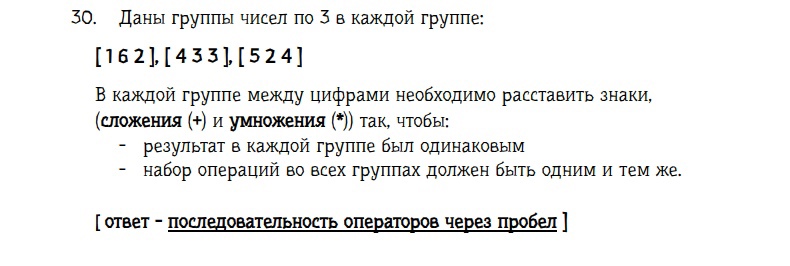 30. Даны группы чисел по 3 в каждой группе:
[ 1 6 2 ], [ 4 3 3 ], [ 5 2 4 ]
В каждой группе между цифрами необходимо расставить знаки,
(сложения (+) и умножения (*)) так, чтобы:
- результат в каждой группе был одинаковым
- набор операций во всех группах должен быть одним и тем же.
[ ответ - последовательность операторов через пробел ]